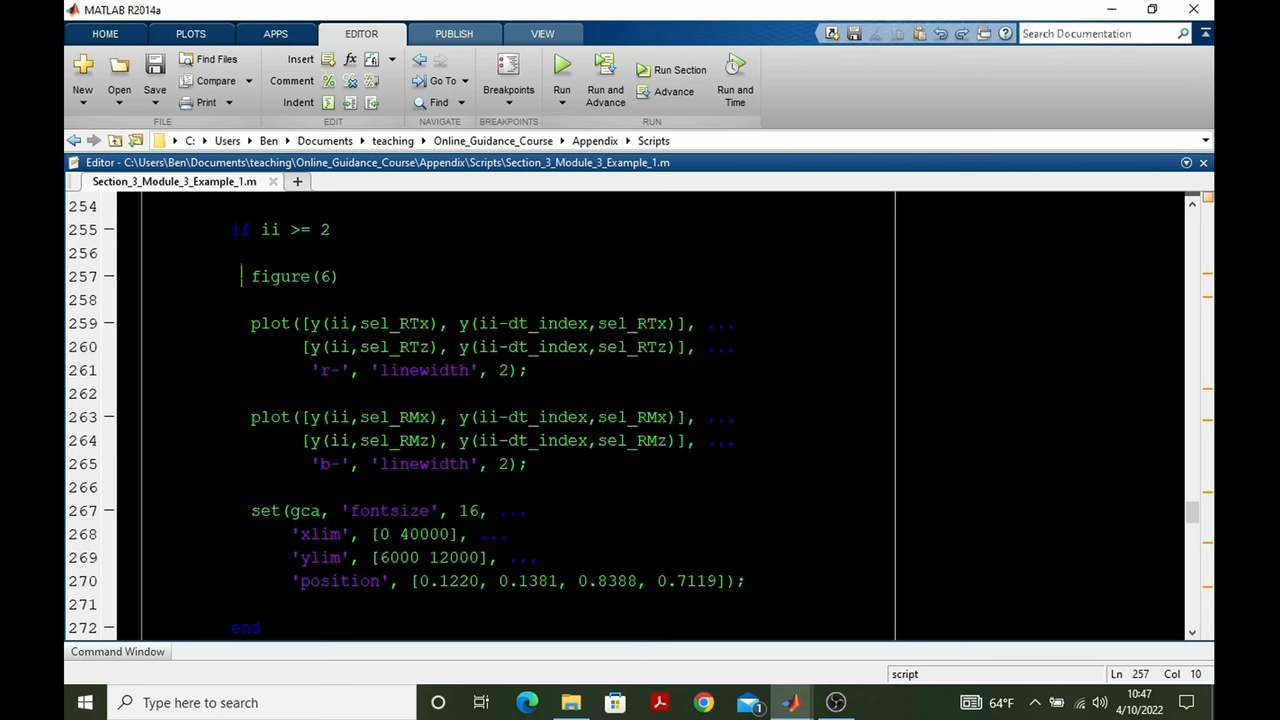 MATLAB R2014a
HOME PLOTS APPS EDITOR PUBLISH VIEW Search Documentation
New Open Save Find Files Compare Print Insert Comment Indent fx Go To Find Breakpoints Run Run and Advance Run Section Advance Run and Time
FILE EDIT NAVIGATE BREAKPOINTS RUN
C: Users Ben Documents teaching Online_Guidance_Course Appendix Scripts
Editor - C:\Users\Ben\Documents\teaching\Online_Guidance_Course\Appendix\Scripts\Section_3_Module_3_Example_1.m
Section_3_Module_3_Example_1.m
254
255 if ii >= 2
256
257 figure(6)
258
259 plot([y(ii,sel_RTx), y(ii-dt_index,sel_RTx)], ...
260 [y(ii,sel_RTz), y(ii-dt_index,sel_RTz)], ...
261 'r-', 'linewidth', 2);
262
263 plot([y(ii,sel_RMx), y(ii-dt_index,sel_RMx)], ...
264 [y(ii,sel_RMz), y(ii-dt_index,sel_RMz)], ...
265 'b-', 'linewidth', 2);
266
267 set(gca, 'fontsize', 16, ...
268 'xlim', [0 40000], ...
269 'ylim', [6000 12000], ...
270 'position', [0.1220, 0.1381, 0.8388, 0.7119]);
271
272 end
Command Window
script Ln 257 Col 10
Type here to search 1 64°F 10:47
4/10/2022